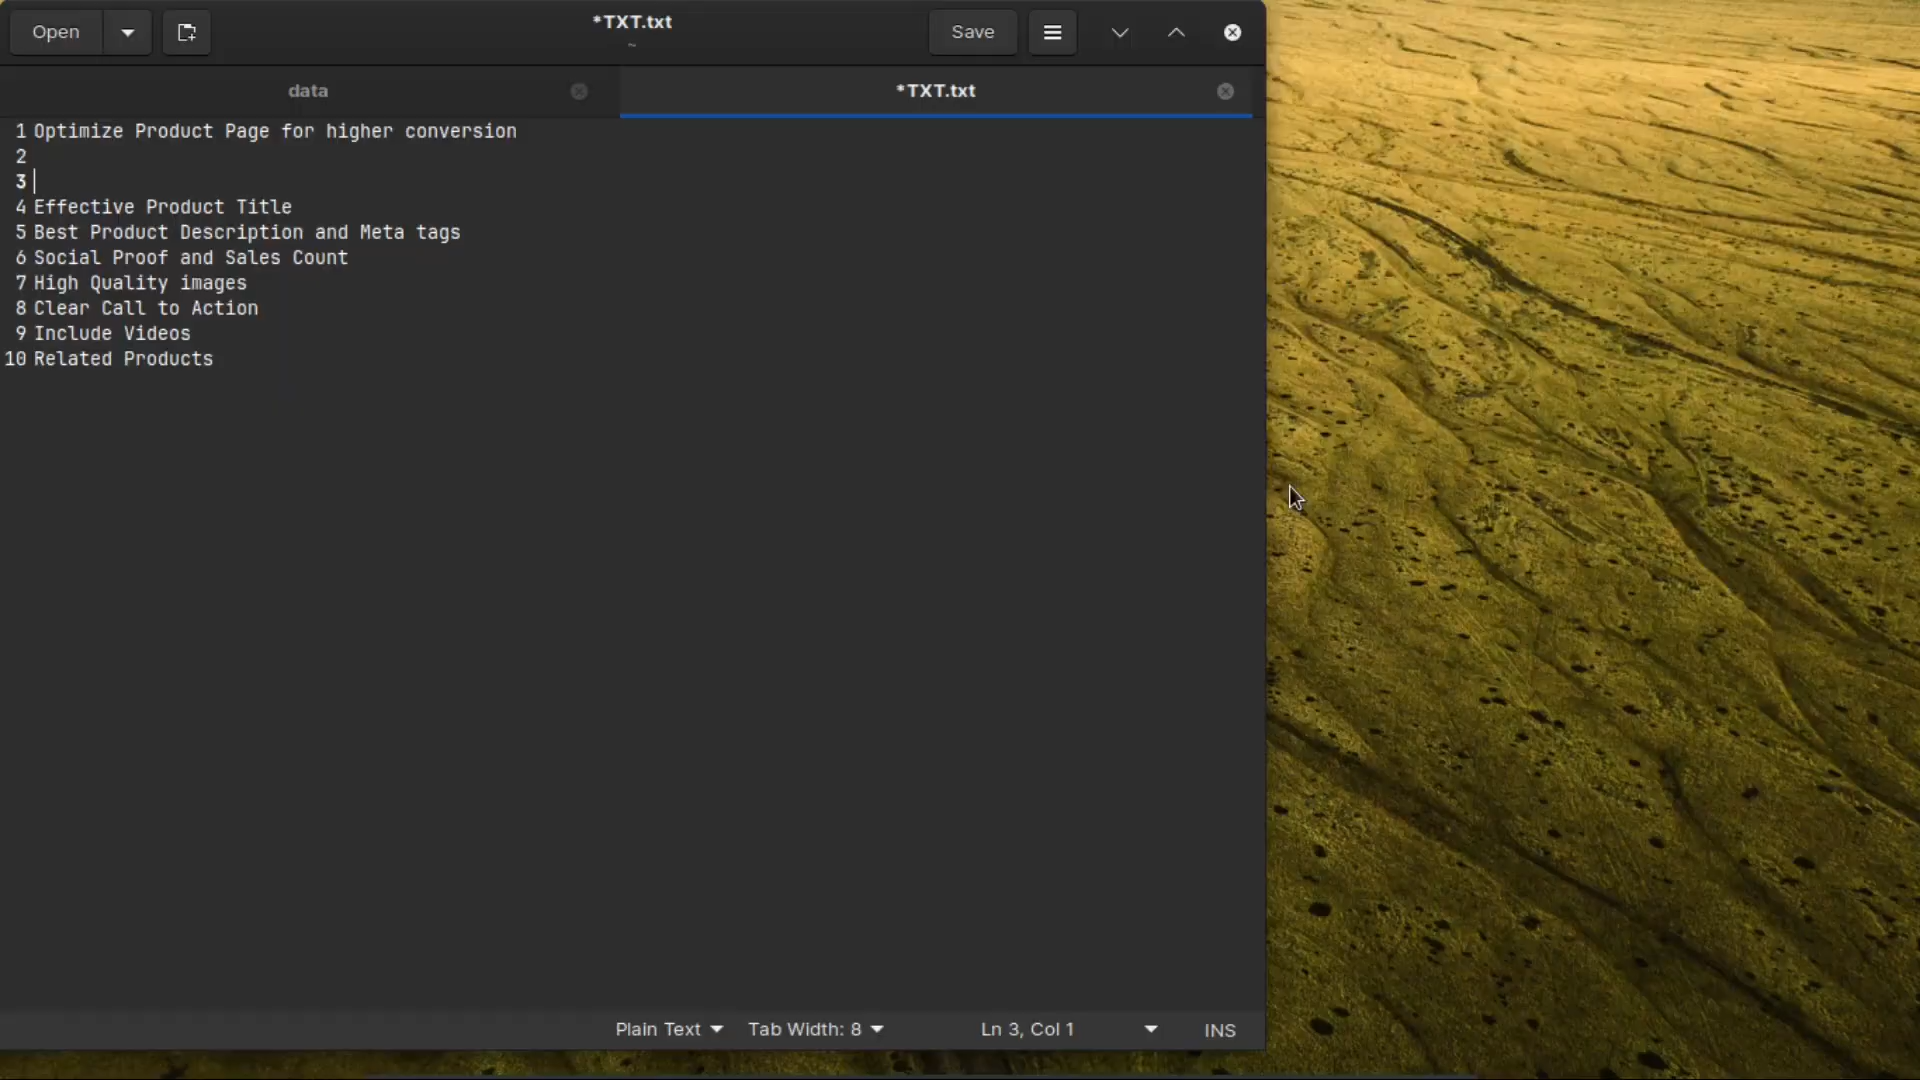 Open
*TXT.txt
~
Save
data
*TXT.txt
1 Optimize Product Page for higher conversion
2
3
4 Effective Product Title
5 Best Product Description and Meta tags
6 Social Proof and Sales Count
7 High Quality images
8 Clear Call to Action
9 Include Videos
10 Related Products
Plain Text Tab Width: 8 Ln 3, Col 1 INS